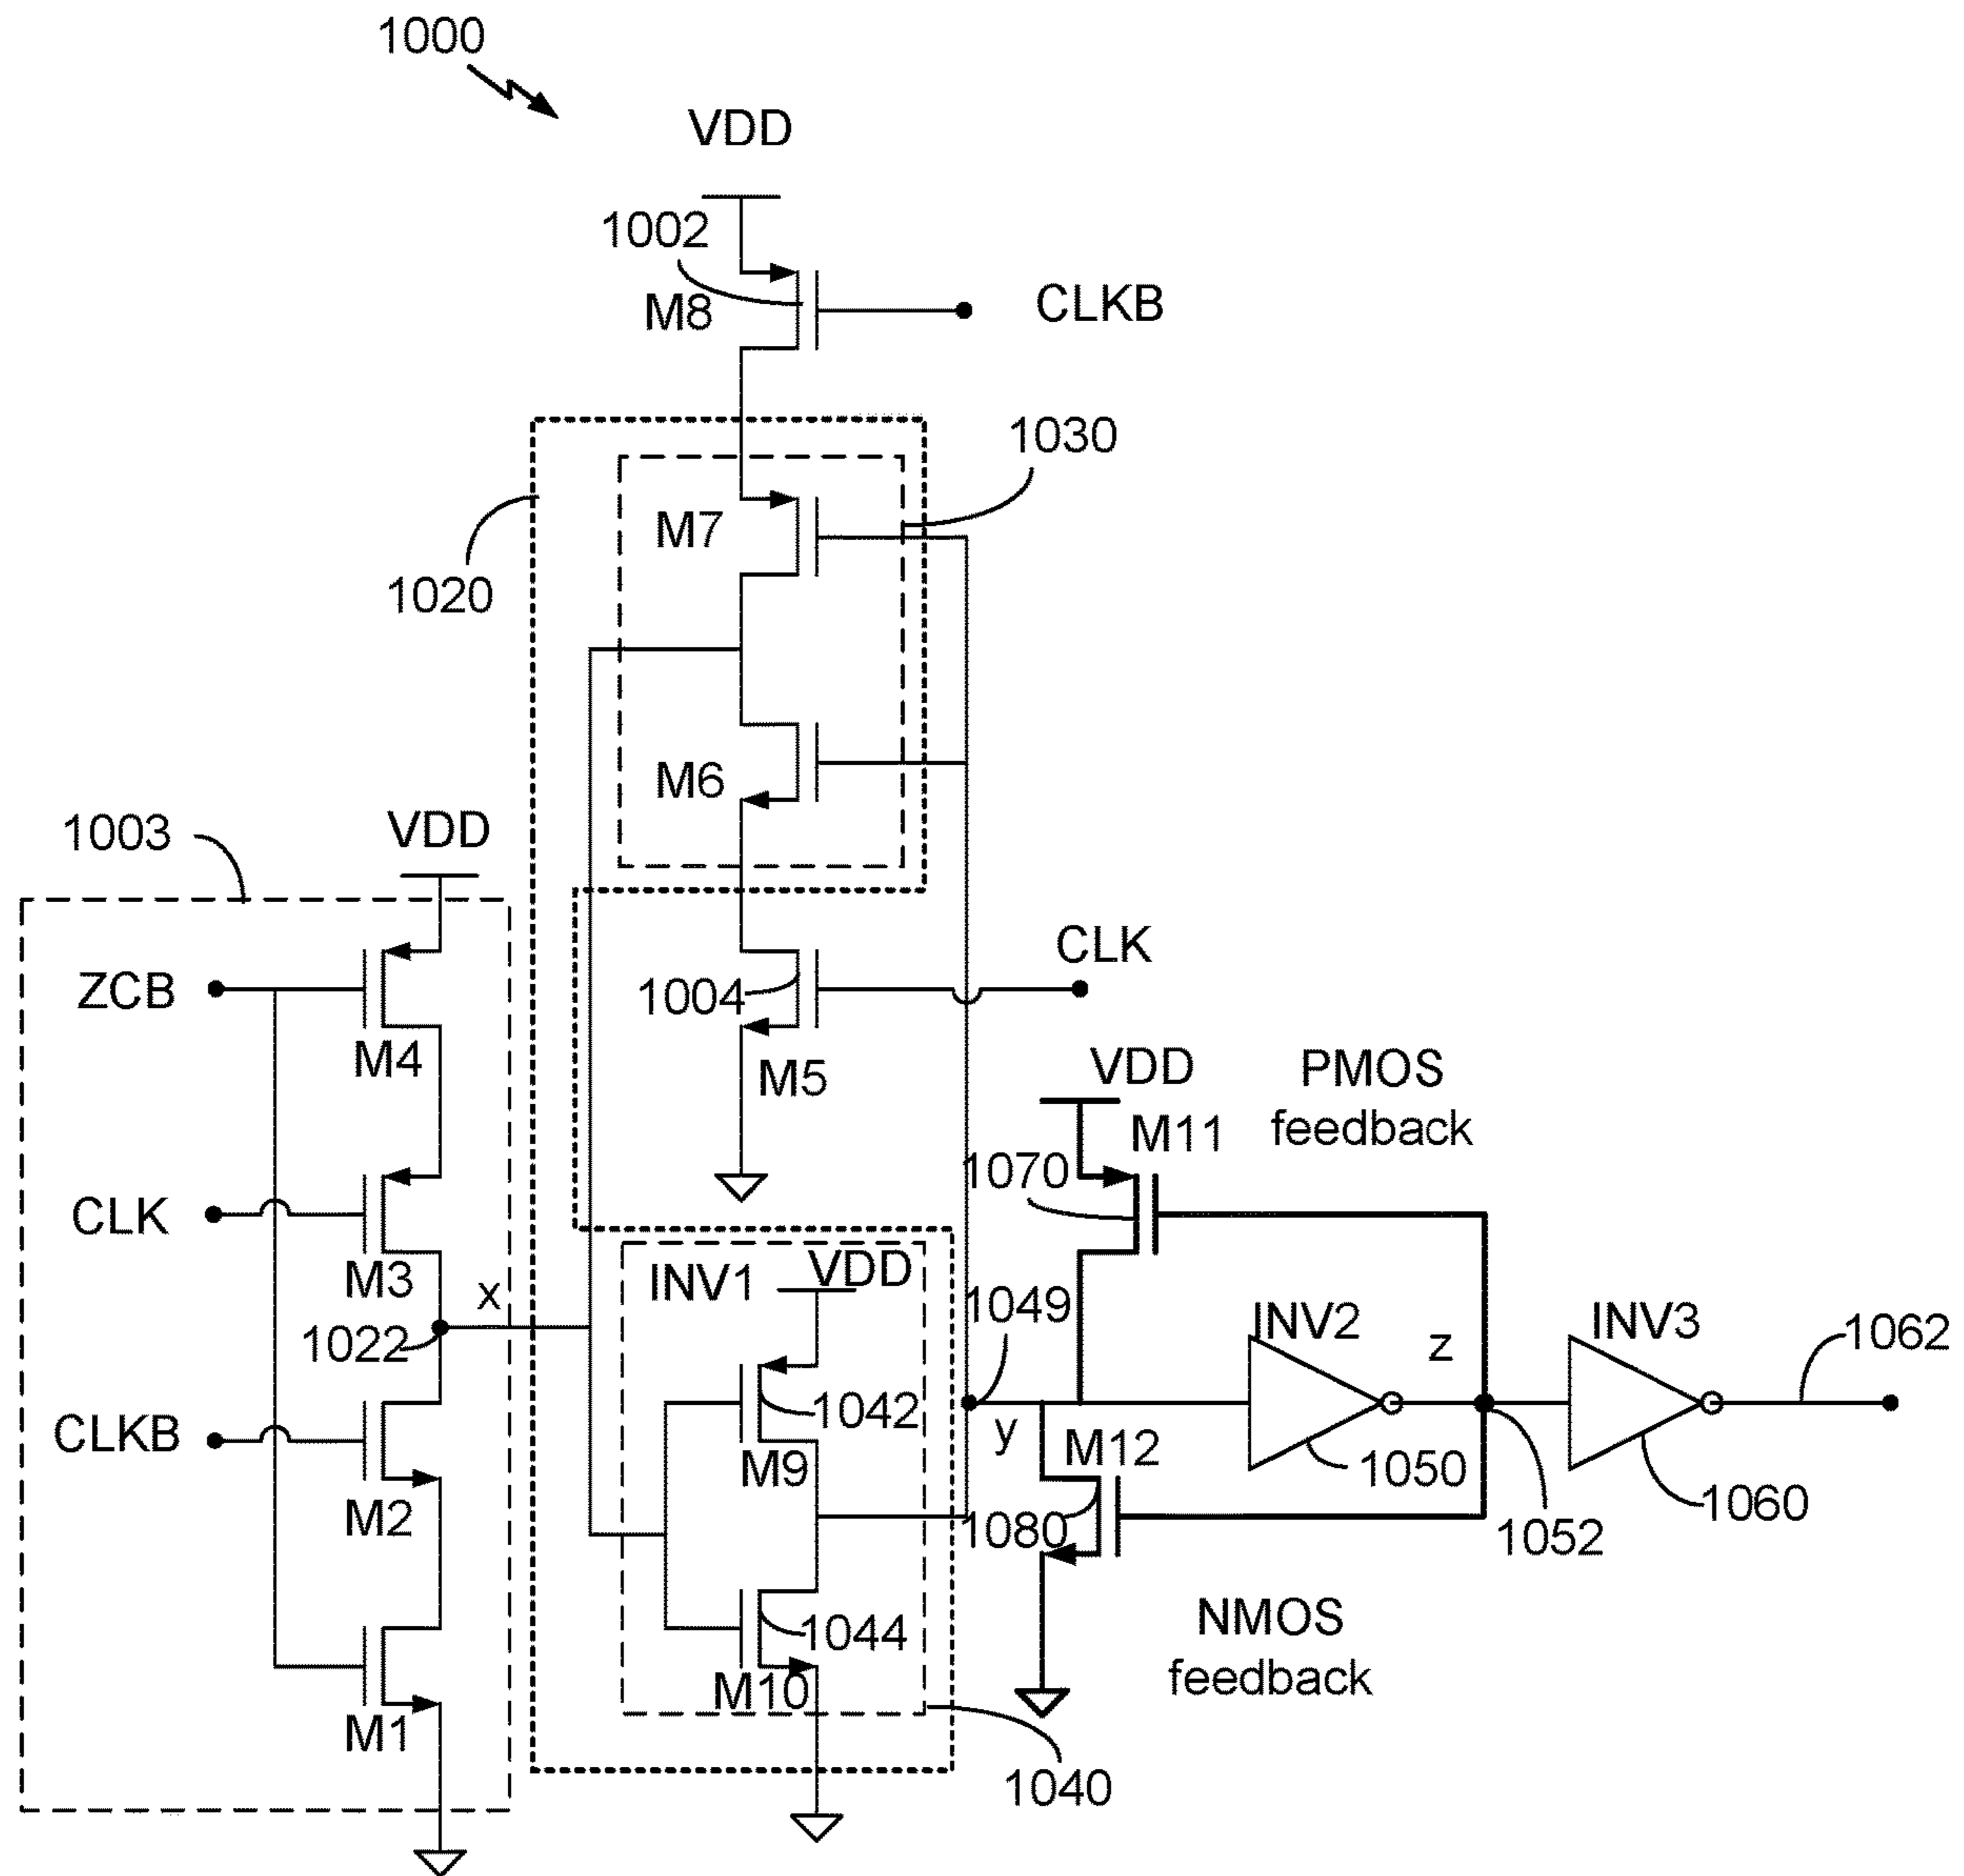 1000
VDD
1002
M8
CLKB
1030
M7
1020
M6
1003
VDD
CLK
ZCB
1004
M4
M5
VDD
PMOS
feedback
M11
1070
CLK
M3
INV1
VDD
x
1022
1049
INV2
z
INV3
1062
1042
y
M12
CLKB
M9
1050
1060
M2
1080
1052
1044
NMOS
feedback
M10
M1
1040